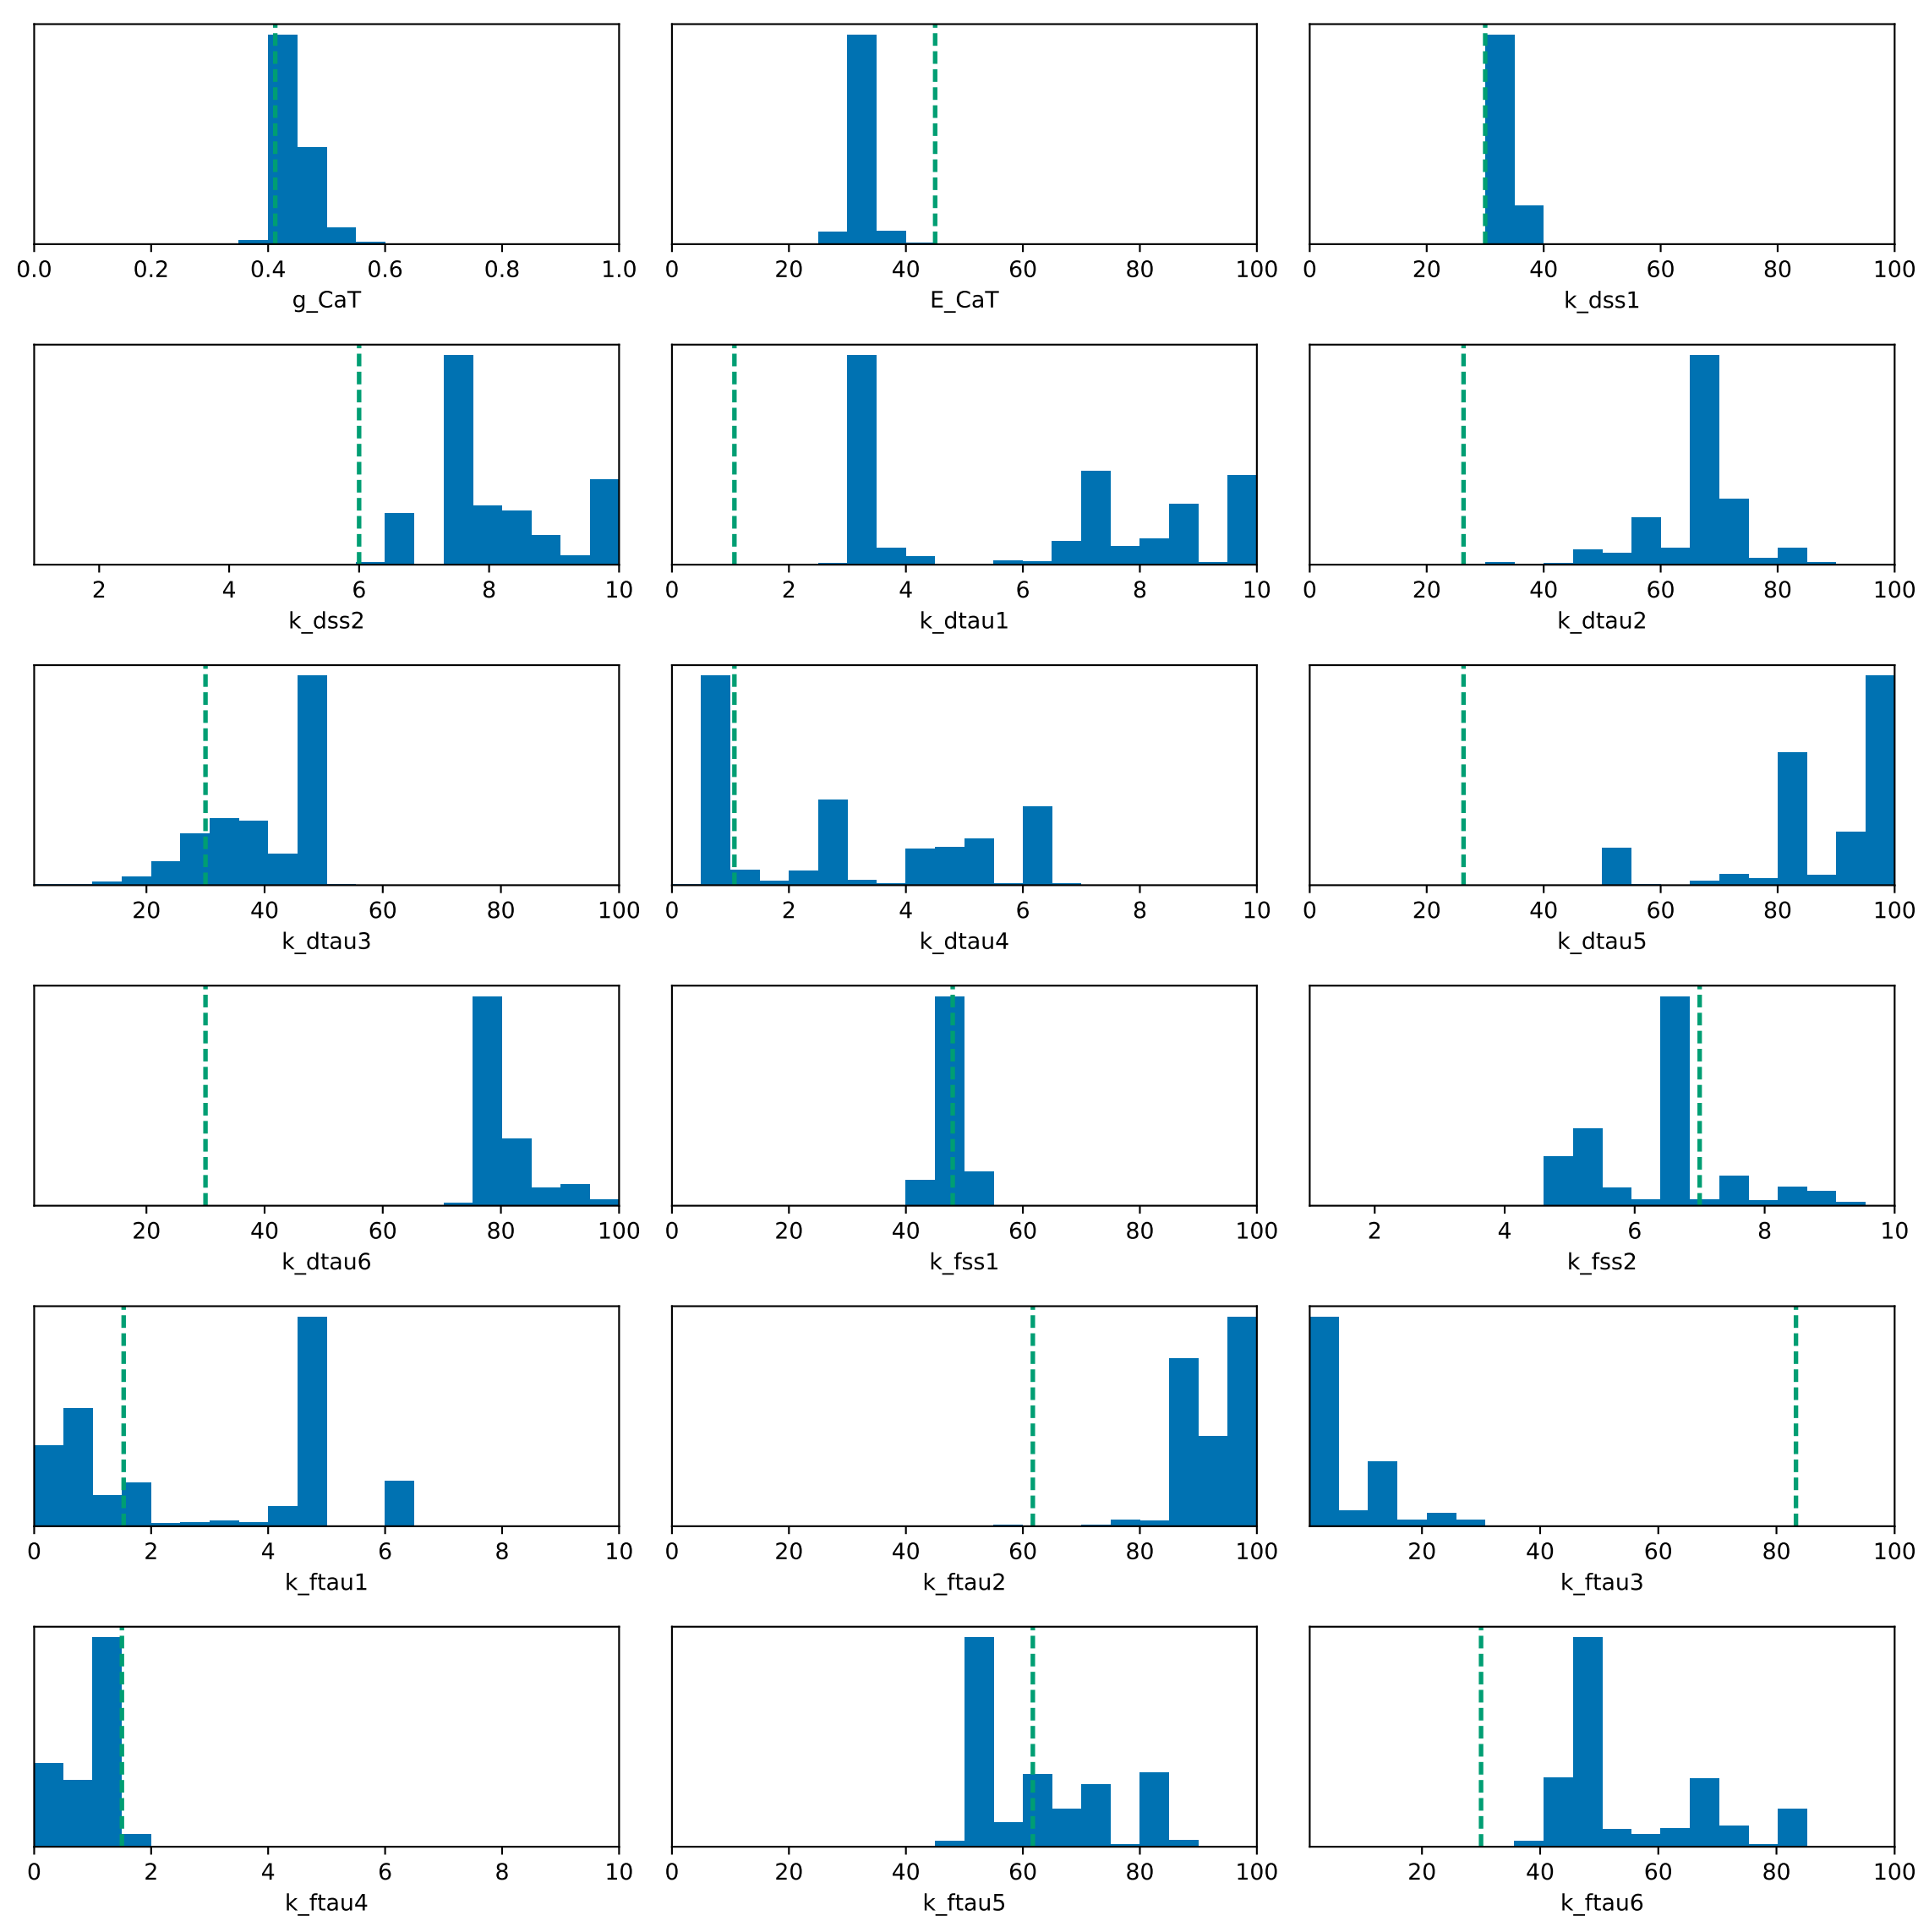 0.0 0.2 0.4 0.6 0.8 1.0 0 20 40 60 80 100 0 20 40 60 80 100
g_CaT E_CaT k_dss1
2 4 6 8 10 0 2 4 6 8 10 0 20 40 60 80 100
k_dss2 k_dtau1 k_dtau2
20 40 60 80 100 0 2 4 6 8 10 0 20 40 60 80 100
k_dtau3 k_dtau4 k_dtau5
20 40 60 80 100 0 20 40 60 80 100 2 4 6 8 10
k_dtau6 k_fss1 k_fss2
0 2 4 6 8 10 0 20 40 60 80 100 20 40 60 80 100
k_ftau1 k_ftau2 k_ftau3
0 2 4 6 8 10 0 20 40 60 80 100 20 40 60 80 100
k_ftau4 k_ftau5 k_ftau6